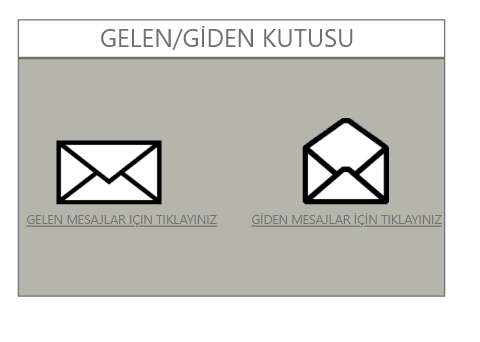 GELEN/GİDEN KUTUSU
GELEN MESAJLAR IÇIN TIKLAYINIZ
GİDEN MESAJLAR İÇİN TIKLAYINIZ